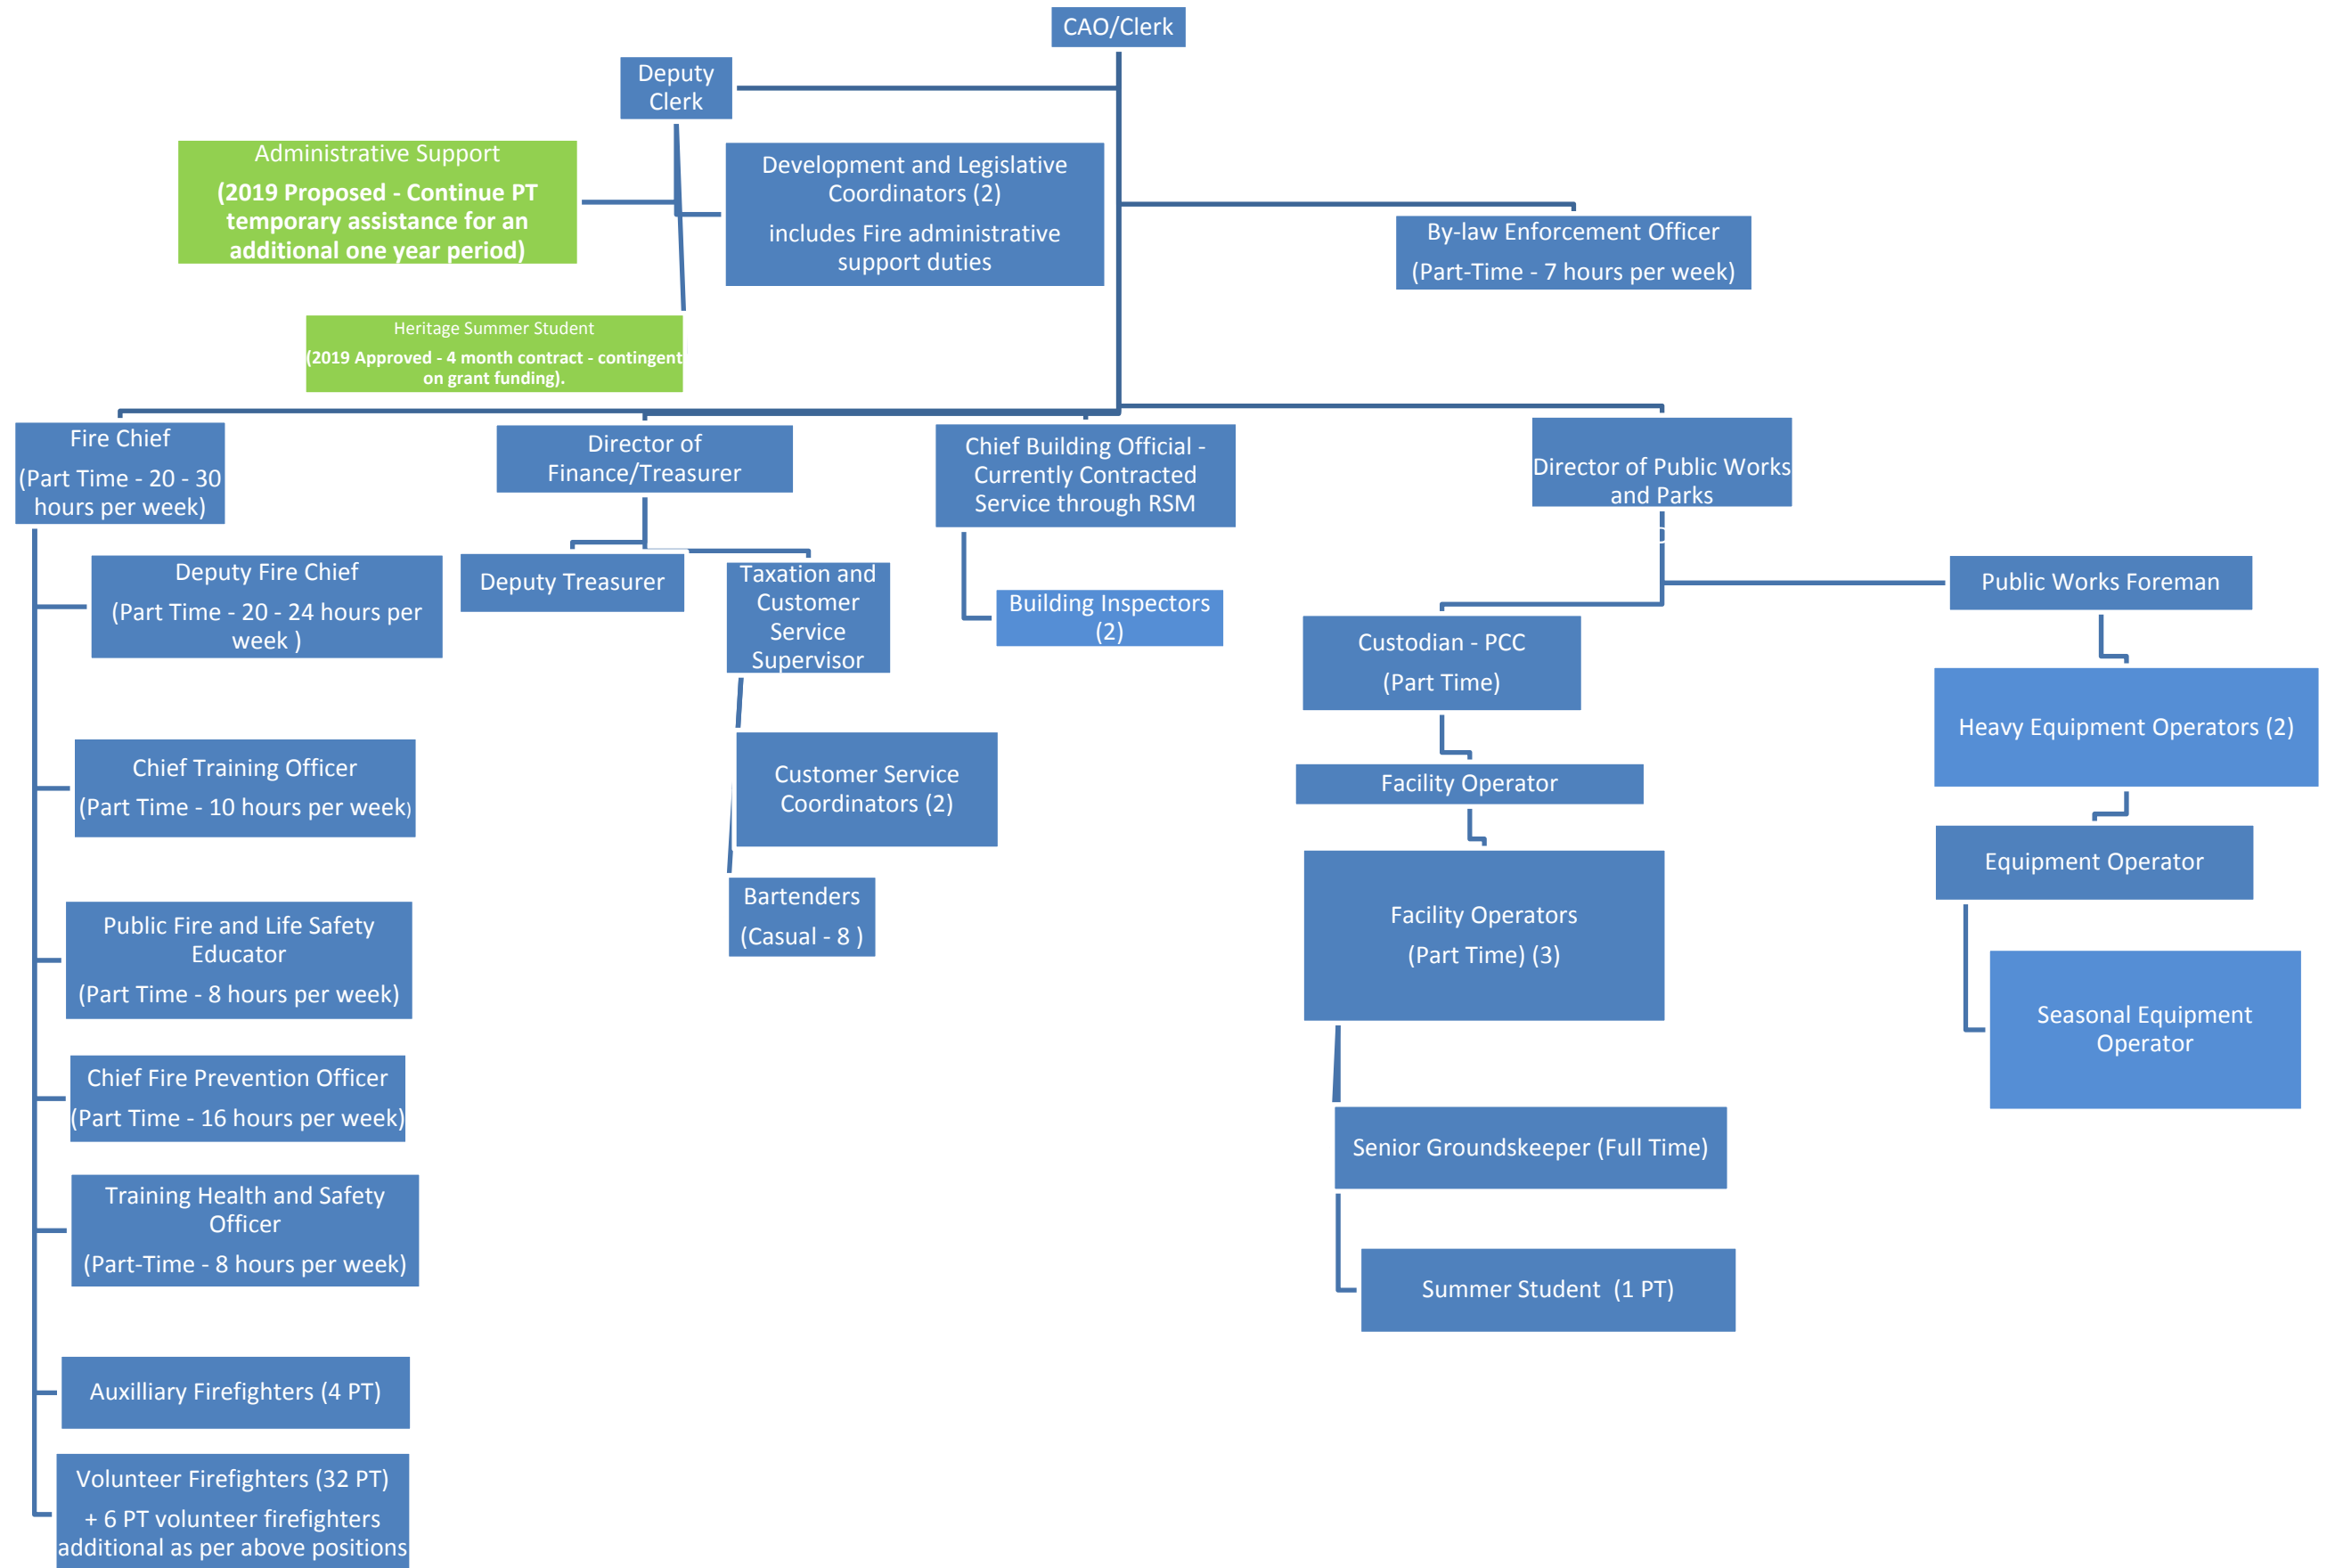 CAO/Clerk
Deputy
Clerk
Administrative Support
(2019 Proposed - Continue PT
temporary assistance for an
additional one year period)
Development and Legislative
Coordinators (2)
includes Fire administrative
support duties
By-law Enforcement Officer
(Part-Time - 7 hours per week)
Heritage Summer Student
(2019 Approved - 4 month contract - contingent
on grant funding).
Fire Chief
(Part Time - 20 - 30
hours per week)
Director of
Finance/Treasurer
Chief Building Official -
Currently Contracted
Service through RSM
Director of Public Works
and Parks
Deputy Fire Chief
(Part Time - 20 - 24 hours per
week )
Deputy Treasurer
Taxation and
Customer
Service
Supervisor
Building Inspectors
(2)
Custodian - PCC
(Part Time)
Public Works Foreman
Chief Training Officer
(Part Time - 10 hours per week)
Customer Service
Coordinators (2)
Facility Operator
Heavy Equipment Operators (2)
Public Fire and Life Safety
Educator
(Part Time - 8 hours per week)
Bartenders
(Casual - 8 )
Facility Operators
(Part Time) (3)
Equipment Operator
Seasonal Equipment
Operator
Chief Fire Prevention Officer
(Part Time - 16 hours per week)
Senior Groundskeeper (Full Time)
Training Health and Safety
Officer
(Part-Time - 8 hours per week)
Summer Student  (1 PT)
Auxilliary Firefighters (4 PT)
Volunteer Firefighters (32 PT)
+ 6 PT volunteer firefighters
additional as per above positions